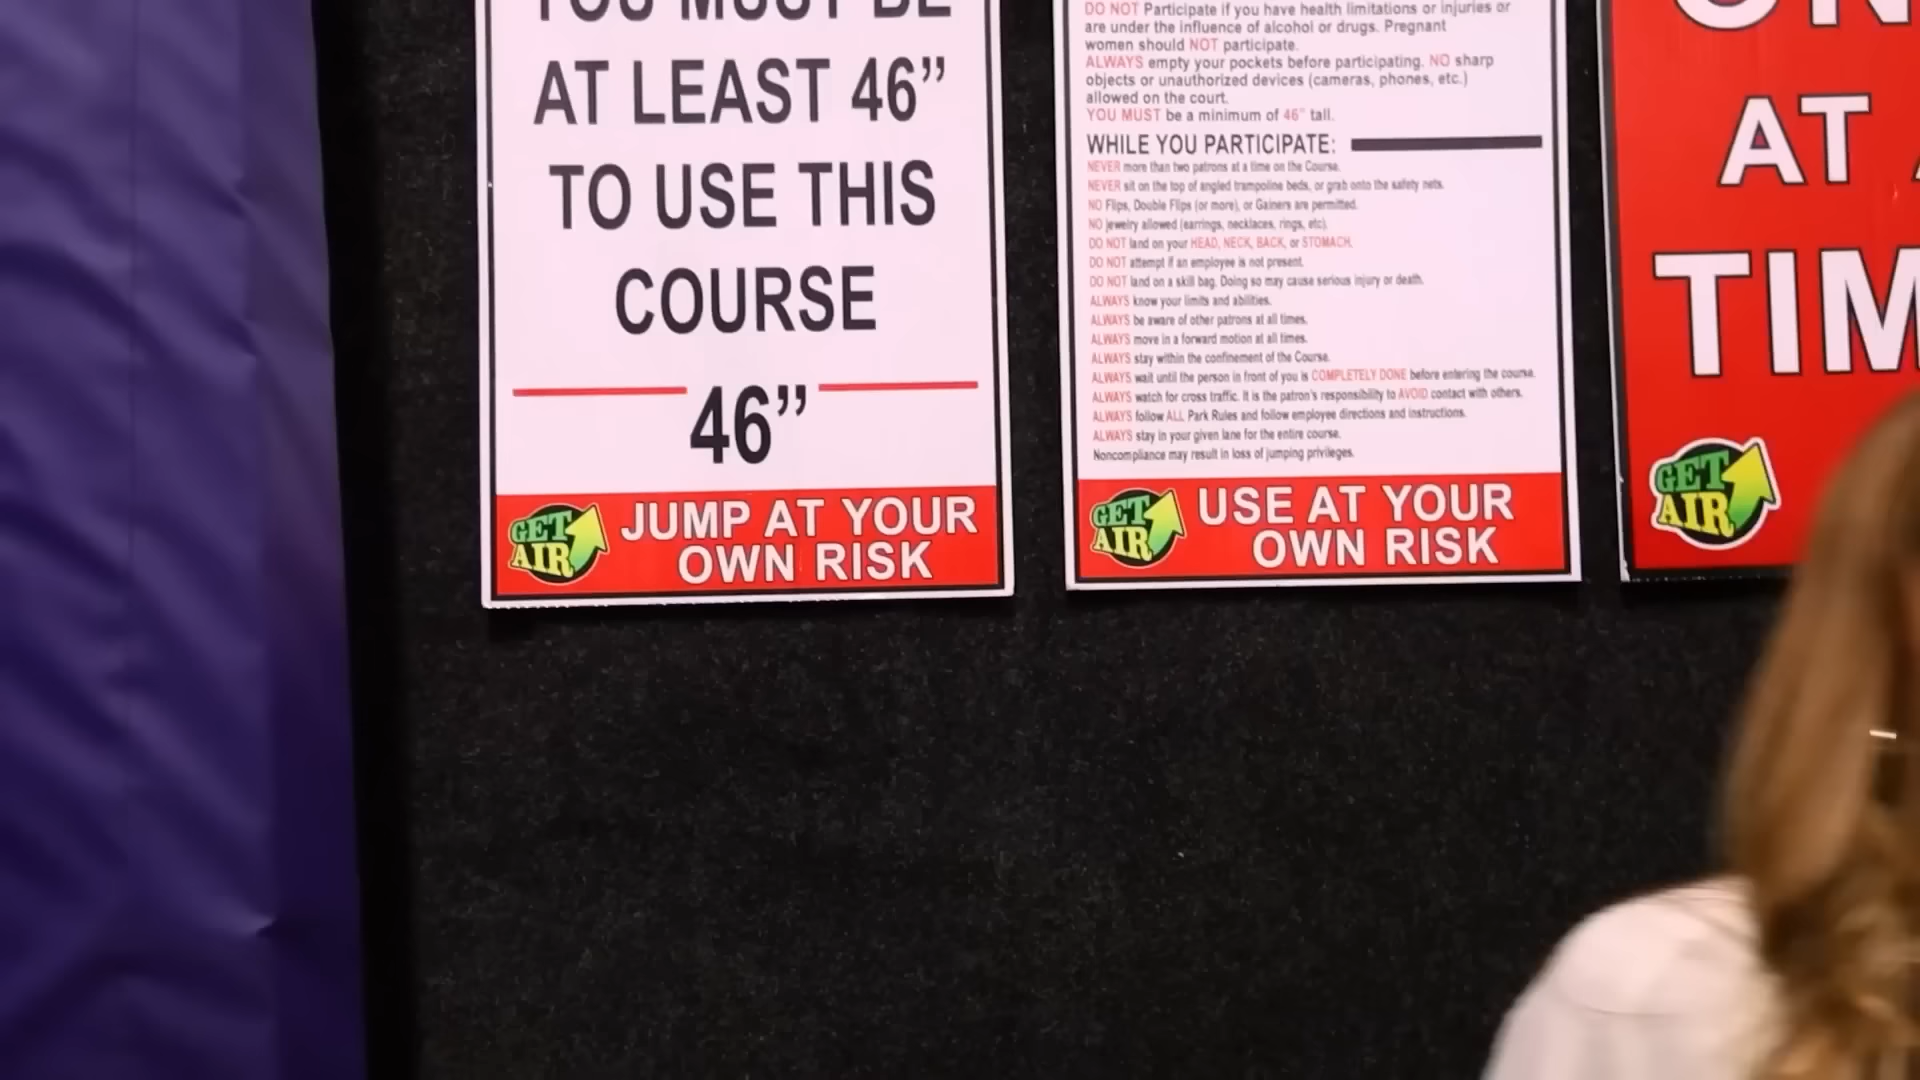 YOU MUST BE
AT LEAST 46”
TO USE THIS
COURSE
46”
GET
AIR
JUMP AT YOUR
OWN RISK
DO NOT Participate if you have health limitations or injuries or
are under the influence of alcohol or drugs. Pregnant
women should NOT participate.
ALWAYS empty your pockets before participating. NO sharp
objects or unauthorized devices (cameras, phones, etc.)
allowed on the court.
YOU MUST be a minimum of 46” tall.
WHILE YOU PARTICIPATE:
NEVER more than two patrons at a time on the Course.
NEVER sit on the top of angled trampoline beds, or grab onto the safety nets.
NO Flips, Double Flips (or more), or Gainers are permitted.
NO jewelry allowed (earrings, necklaces, rings, etc).
DO NOT land on your HEAD, NECK, BACK, or STOMACH.
DO NOT attempt if an employee is not present.
DO NOT land on a skill bag. Doing so may cause serious injury or death.
ALWAYS know your limits and abilities.
ALWAYS be aware of other patrons at all times.
ALWAYS move in a forward motion at all times.
ALWAYS stay within the confinement of the Course.
ALWAYS wait until the person in front of you is COMPLETELY DONE before entering the course.
ALWAYS watch for cross traffic. It is the patron's responsibility to AVOID contact with others.
ALWAYS follow ALL Park Rules and follow employee directions and instructions.
ALWAYS stay in your given lane for the entire course.
Noncompliance may result in loss of jumping privileges.
GET
AIR
USE AT YOUR
OWN RISK
AT
TIM
GET
AIR